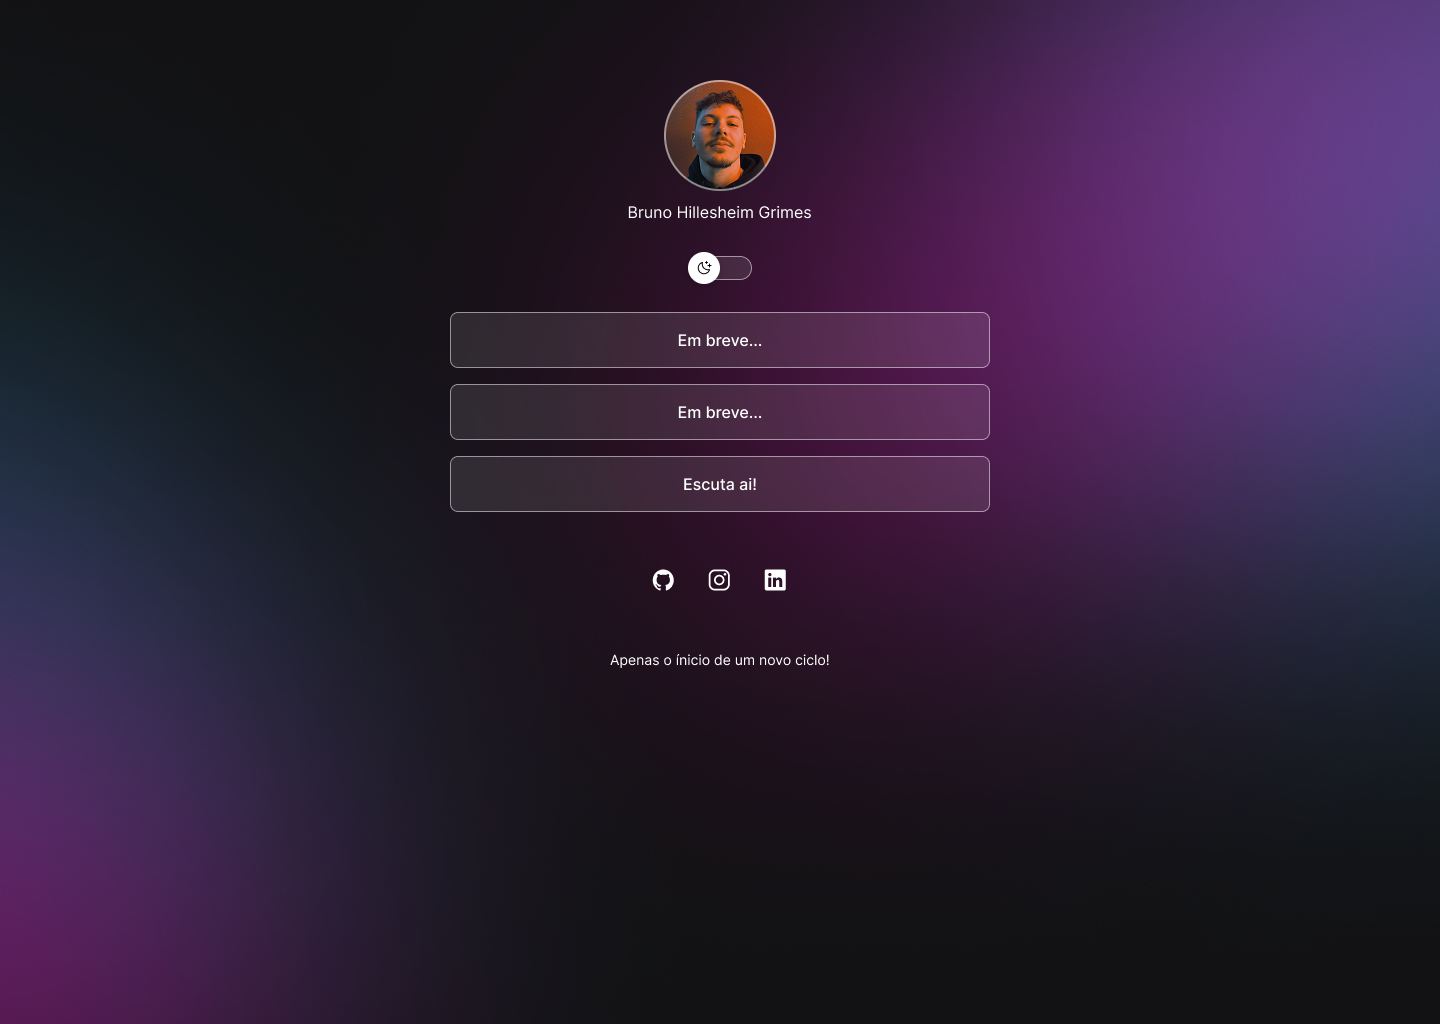 Bruno Hillesheim Grimes
Em breve...
Em breve...
Escuta ai!
Apenas o ínicio de um novo ciclo!